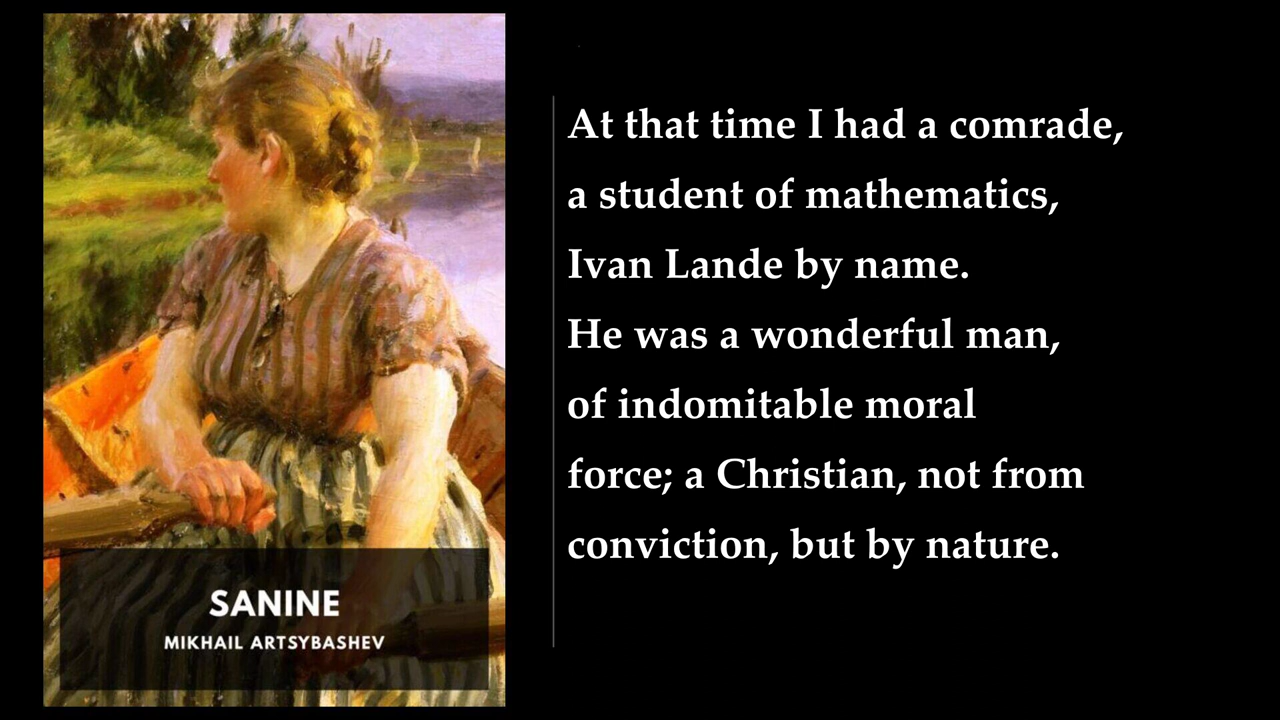 At that time I had a comrade,
a student of mathematics,
Ivan Lande by name.
He was a wonderful man,
of indomitable moral
force; a Christian, not from
conviction, but by nature.
SANINE
MIKHAIL ARTSYBASHEV